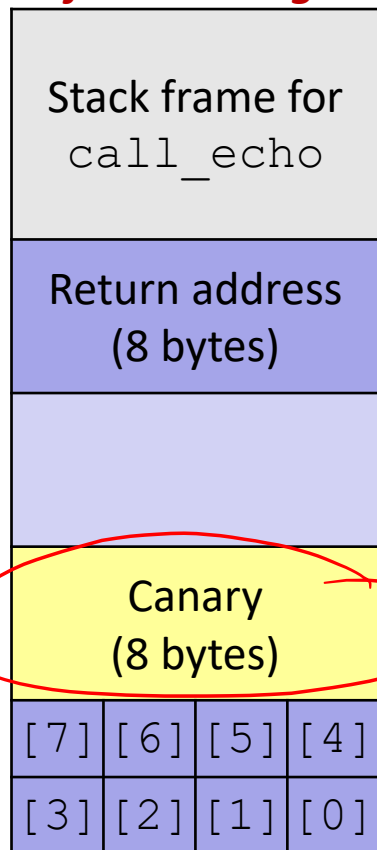 Stack frame for
call_echo
Return address
(8 bytes)
Canary
(8 bytes)
[7] [6] [5] [4]
[3] [2] [1] [0]